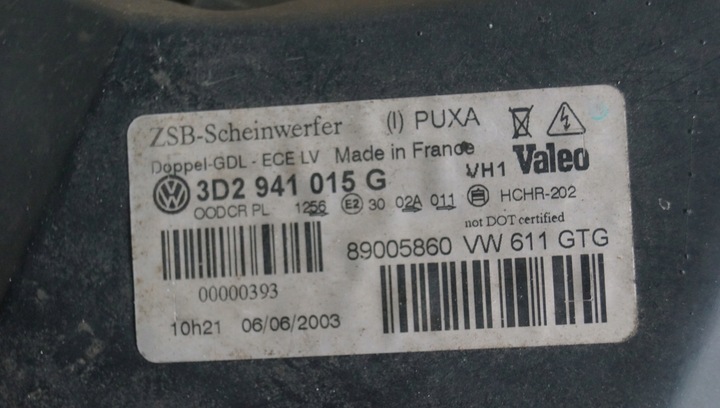 ZSB-Scheinwerfer (I) PUXA
Doppel-GDL - ECE LV Made in France
VH1 Valeo
3D2 941 015 G
OODCR PL 1256 E2 30 02A 011 HCHR-202
not DOT certified
89005860 VW 611 GTG
00000393
10h21 06/06/2003